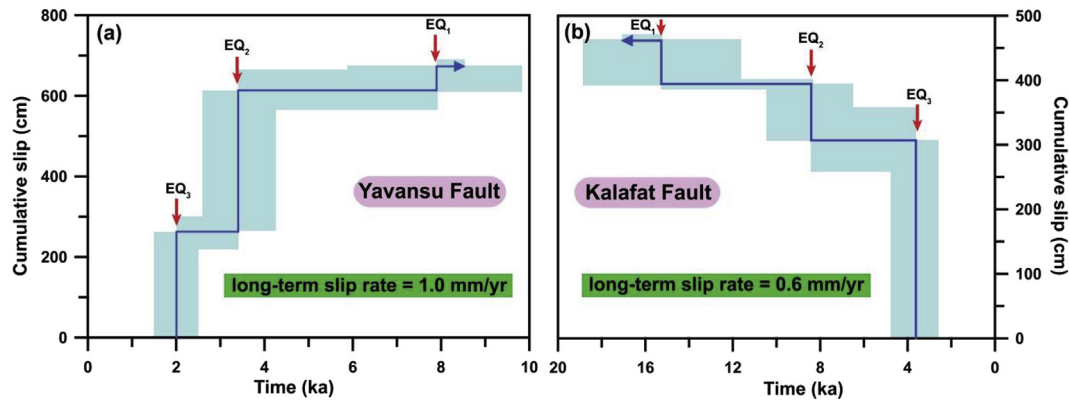 (a)
800
600
400
200
0
Cumulative slip (cm)
EQ1
EQ2
EQ3
Yavansu Fault
long-term slip rate = 1.0 mm/yr
0 2 4 6 8 10
Time (ka)
(b)
EQ1
EQ2
EQ3
Kalafat Fault
long-term slip rate = 0.6 mm/yr
500
400
300
200
100
0
Cumulative slip (cm)
20 16 12 8 4 0
Time (ka)